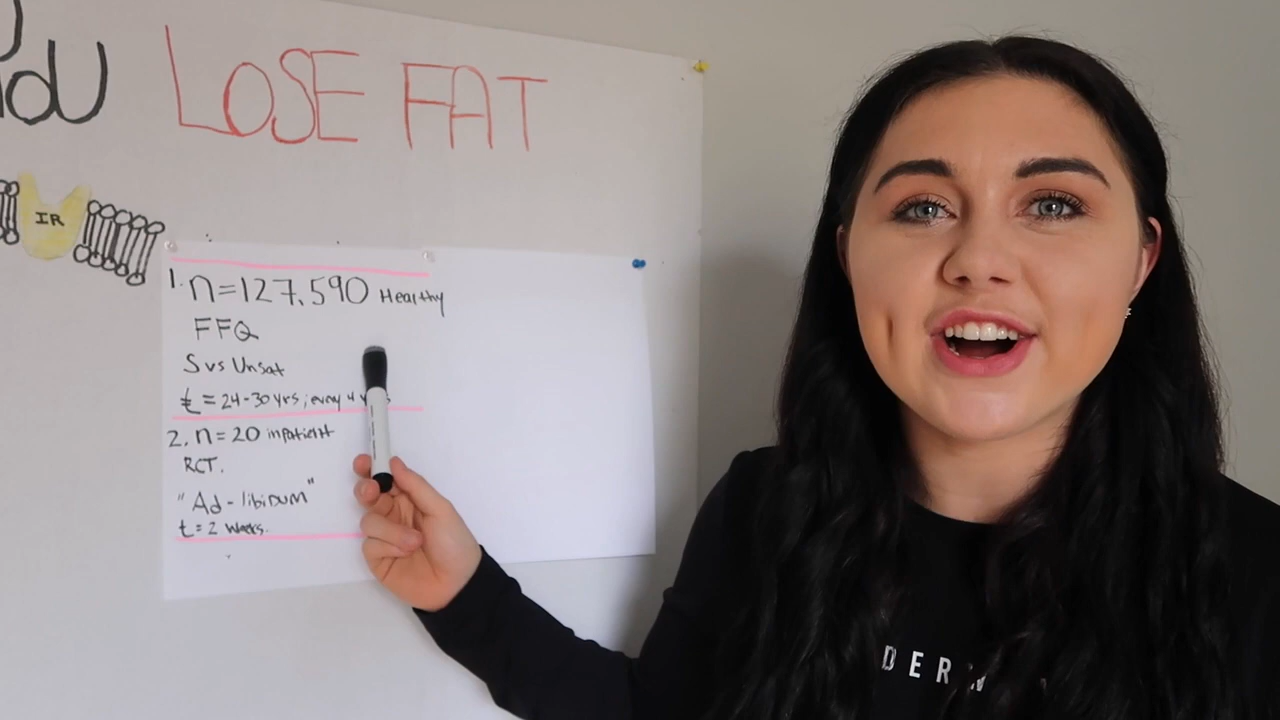 LOSE FAT
IR
1. n=127,590 Healthy
FFQ
S vs Unsat
t = 24-30 yrs; every 4
2. n = 20 inpatient
RCT.
"Ad-libidum"
t = 2 weeks.
DER